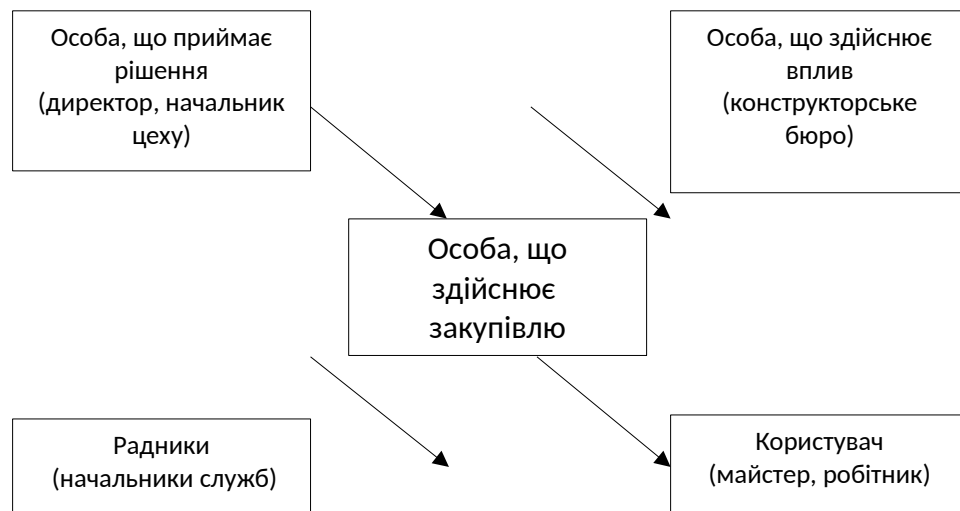 Особа, що приймає
рішення
(директор, начальник
цеху)
Особа, що здійснює
вплив
(конструкторське
бюро)
Особа, що
здійснює
закупівлю
Радники
(начальники служб)
Користувач
(майстер, робітник)